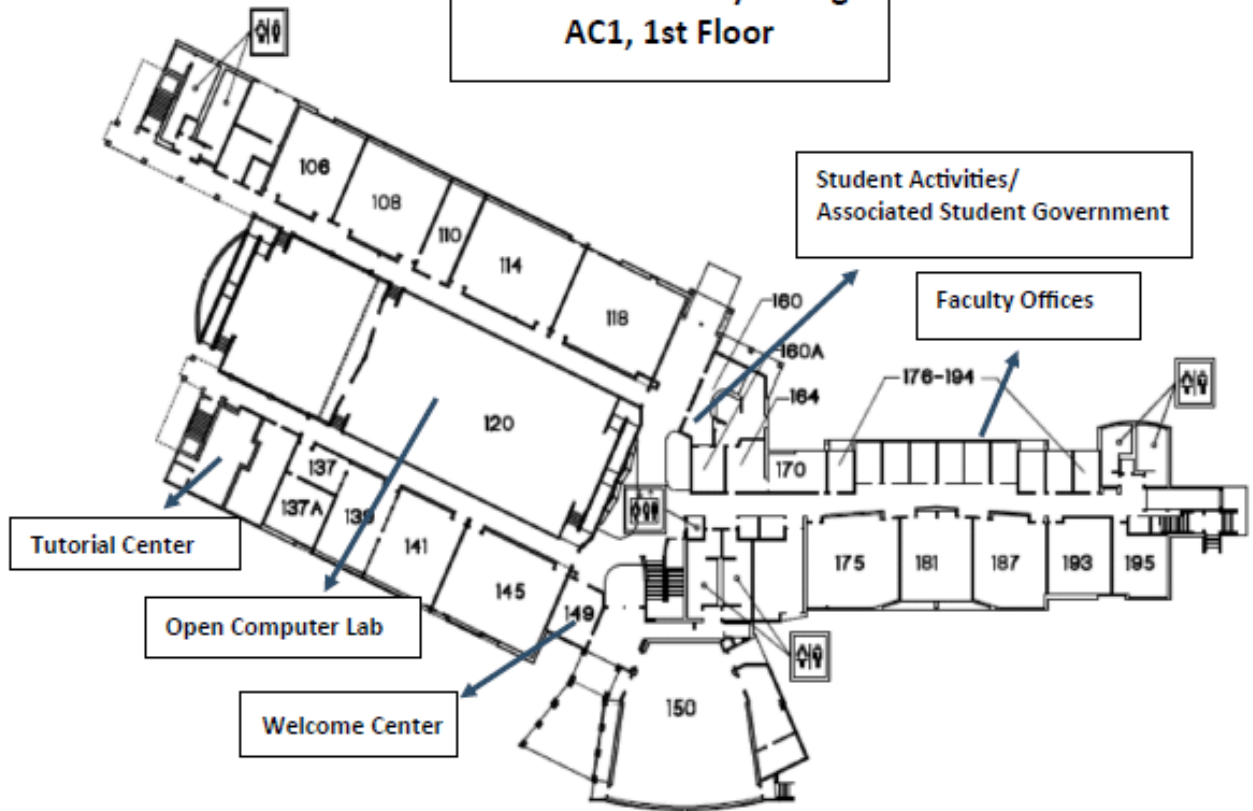 AC1, 1st Floor
106
108
110
114
118
Student Activities/
Associated Student Government
160
160A
164
Faculty Offices
176-194
120
170
137
137A
139
141
145
149
175
181
187
193
195
150
Tutorial Center
Open Computer Lab
Welcome Center